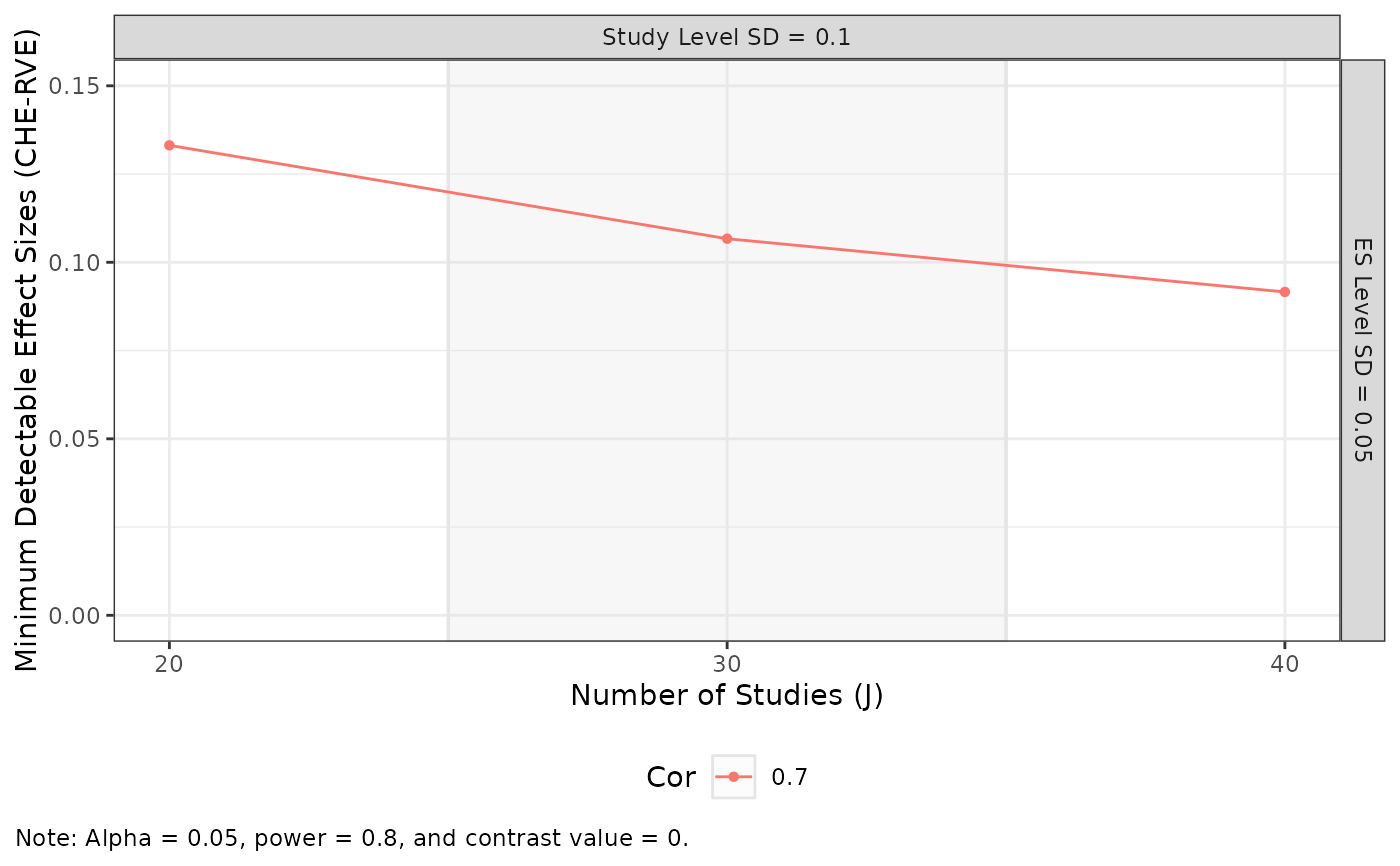 Study Level SD = 0.1
Minimum Detectable Effect Sizes (CHE-RVE)
0.15
0.10
0.05
0.00
ES Level SD = 0.05
20
30
40
Number of Studies (J)
Cor
0.7
Note: Alpha = 0.05, power = 0.8, and contrast value = 0.